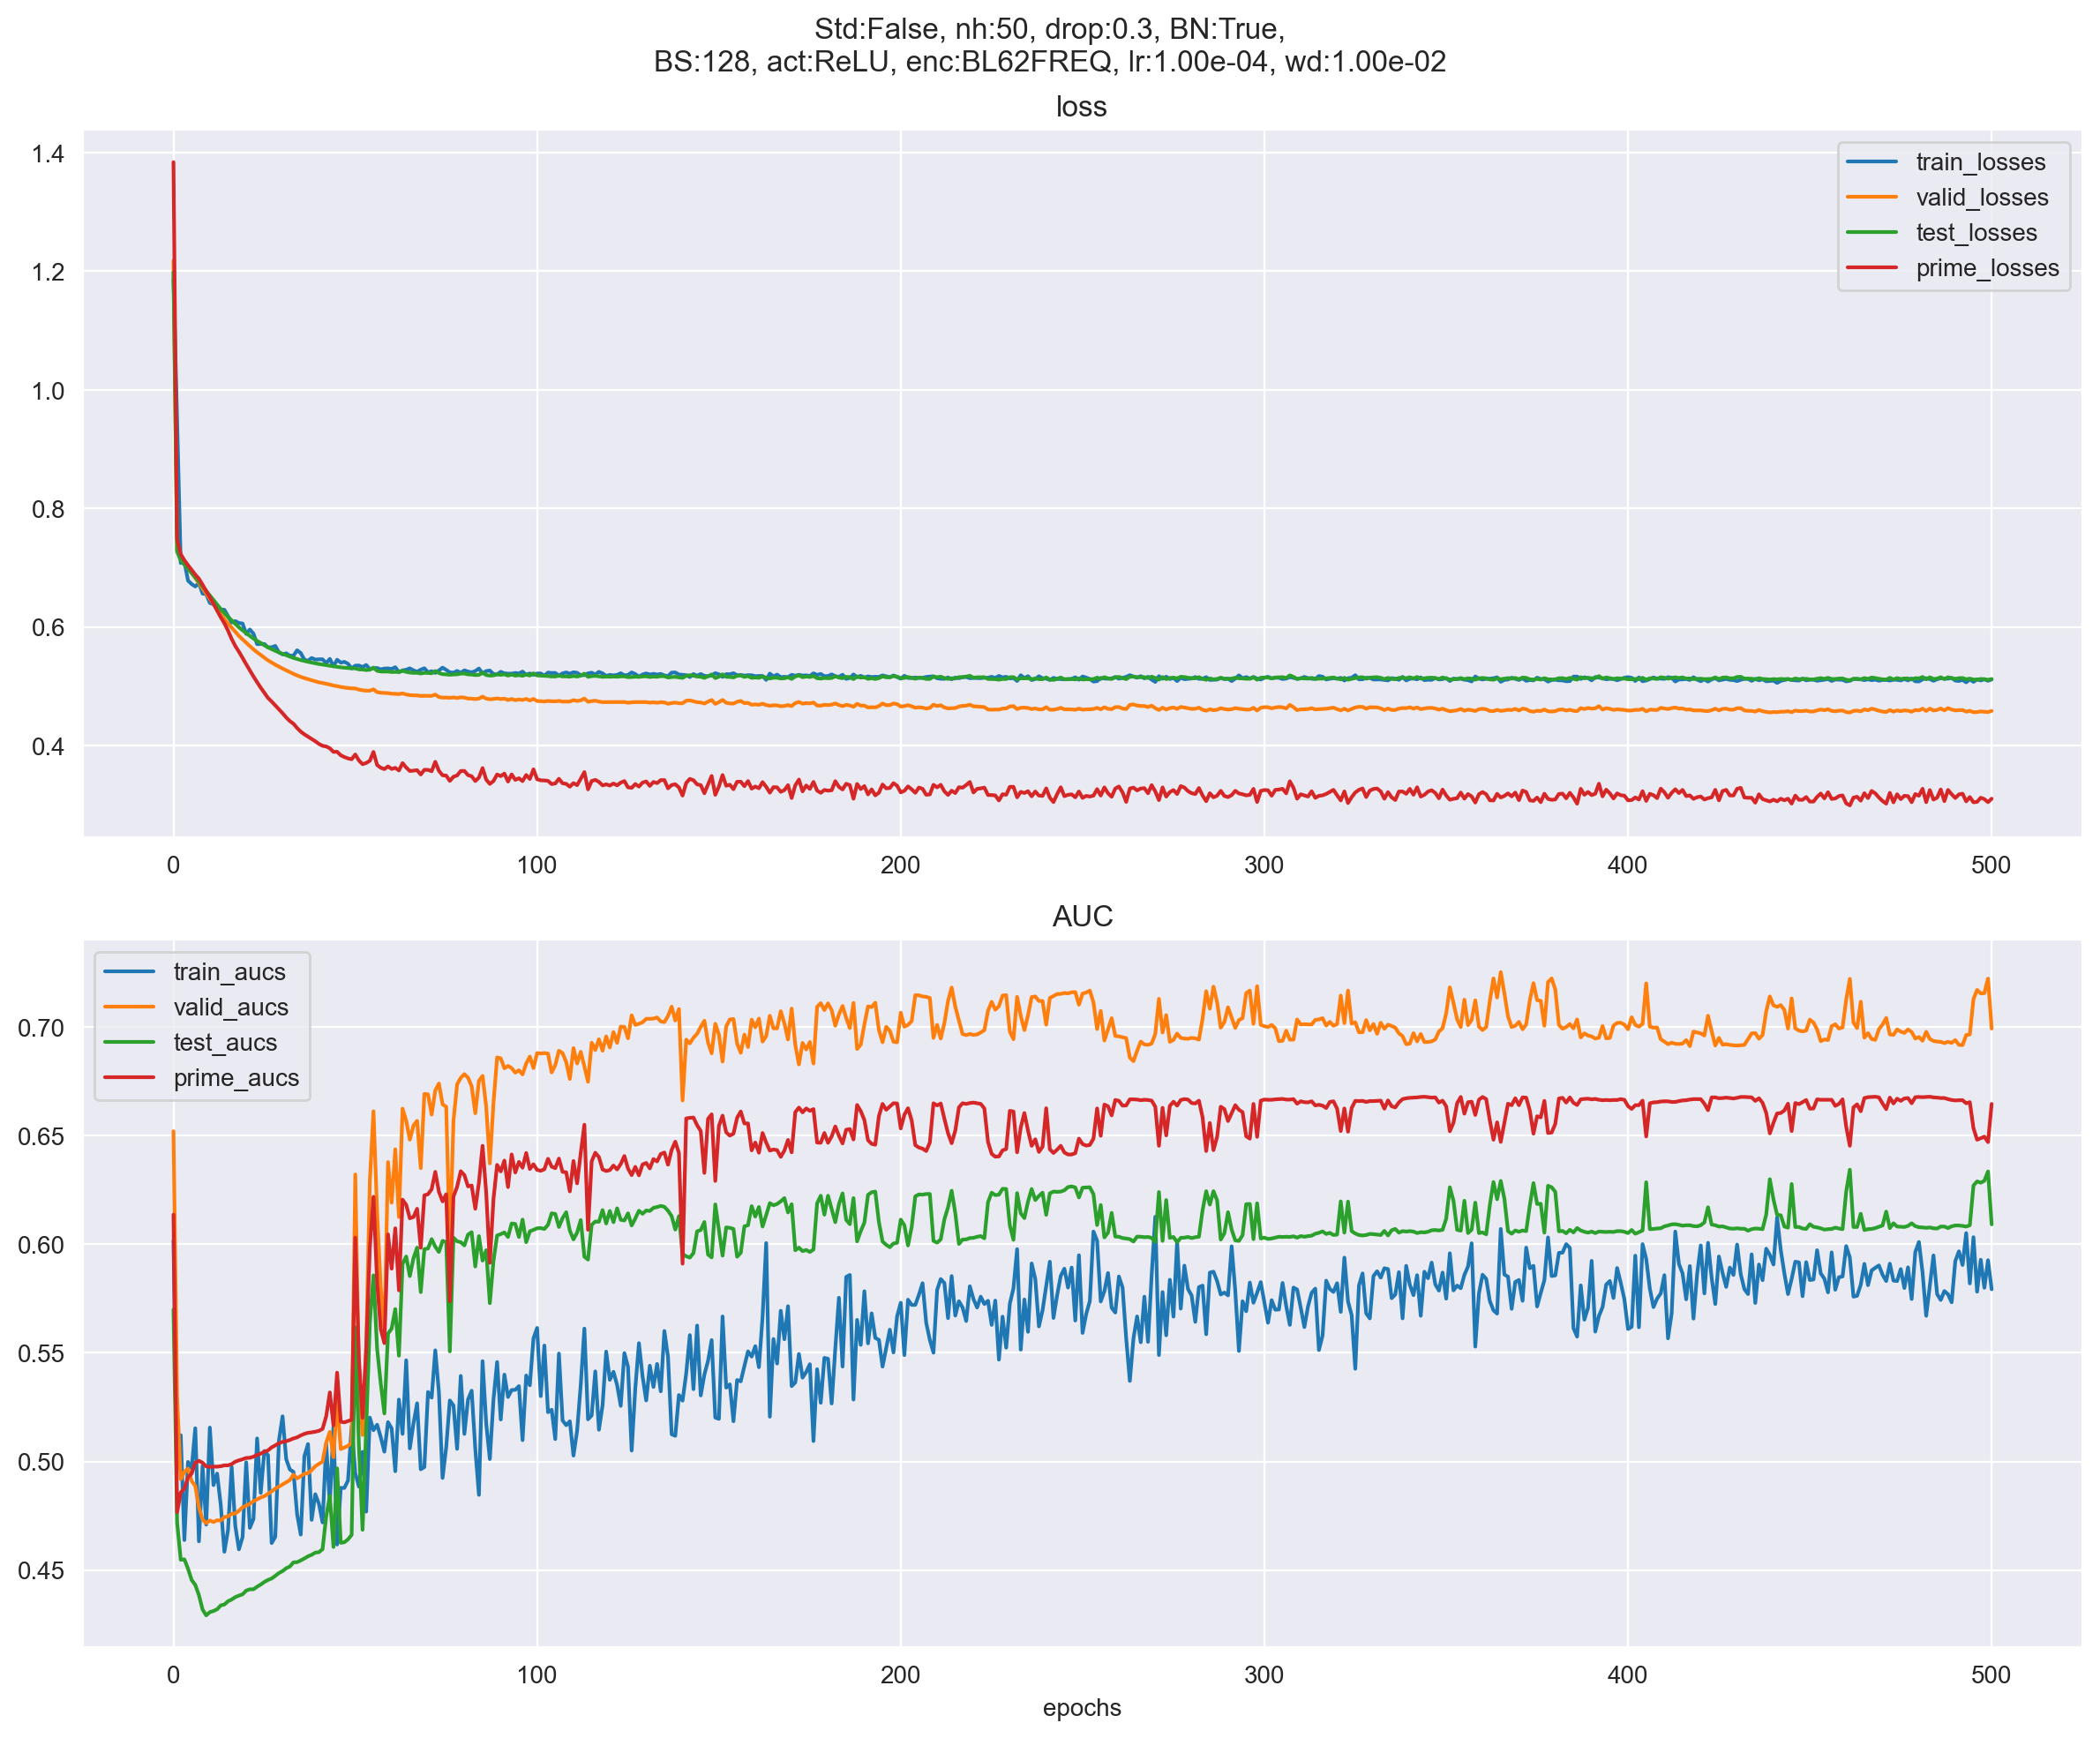 Std:False, nh:50, drop:0.3, BN:True,
BS:128, act:ReLU, enc:BL62FREQ, lr:1.00e-04, wd:1.00e-02
loss
1.4
1.2
1.0
0.8
0.6
0.4
train_losses
valid_losses
test_losses
prime_losses
0 100 200 300 400 500
AUC
0.70
0.65
0.60
0.55
0.50
0.45
train_aucs
valid_aucs
test_aucs
prime_aucs
0 100 200 300 400 500
epochs